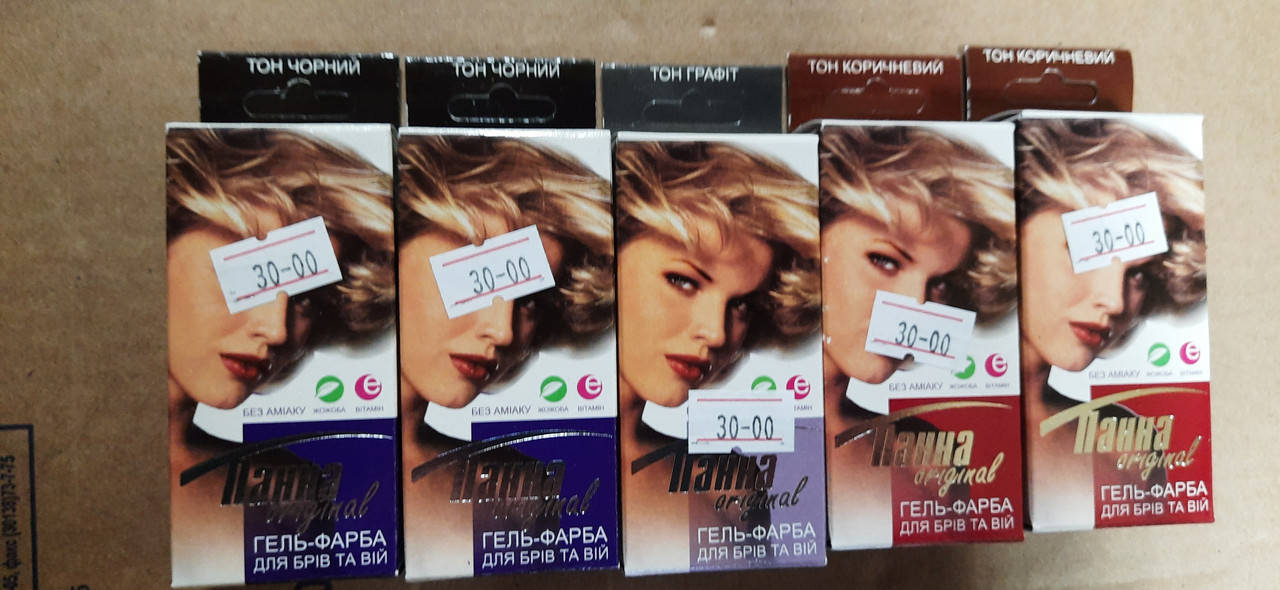 ТОН ЧОРНИЙ
ТОН ЧОРНИЙ
ТОН ГРАФІТ
ТОН КОРИЧНЕВИЙ
ТОН КОРИЧНЕВИЙ
30-00
БЕЗ АМІАКУ
ЖОЖОБА
e
ВІТАМІН
Панна
original
ГЕЛЬ-ФАРБА
ДЛЯ БРІВ ТА ВІЙ
30-00
БЕЗ АМІАКУ
ЖОЖОБА
e
ВІТАМІН
Панна
original
ГЕЛЬ-ФАРБА
ДЛЯ БРІВ ТА ВІЙ
e
30-00
Панна
original
ГЕЛЬ-ФАРБА
ДЛЯ БРІВ ТА ВІЙ
30-00
e
БЕЗ АМІАКУ
ЖОЖОБА
ВІТАМІН
Панна
original
ГЕЛЬ-ФАРБА
ДЛЯ БРІВ ТА ВІЙ
30-00
e
БЕЗ АМІАКУ
ЖОЖОБА
ВІТАМІН
Панна
original
ГЕЛЬ-ФАРБА
ДЛЯ БРІВ ТА ВІЙ